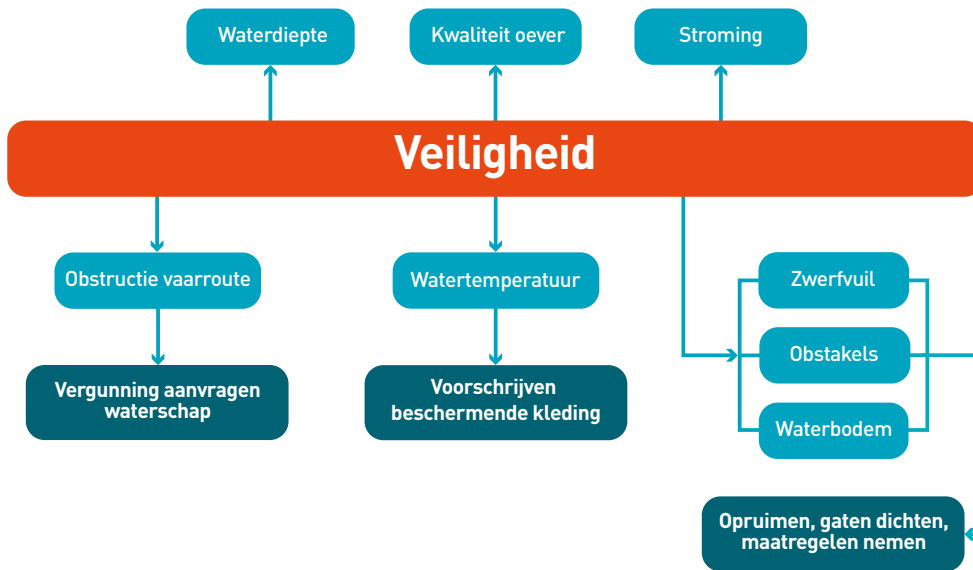 Waterdiepte
Kwaliteit oever
Stroming
Veiligheid
Obstructie vaarroute
Watertemperatuur
Zwerfvuil
Obstakels
Waterbodem
Vergunning aanvragen
waterschap
Voorschrijven
beschermende kleding
Opruimen, gaten dichten,
maatregelen nemen